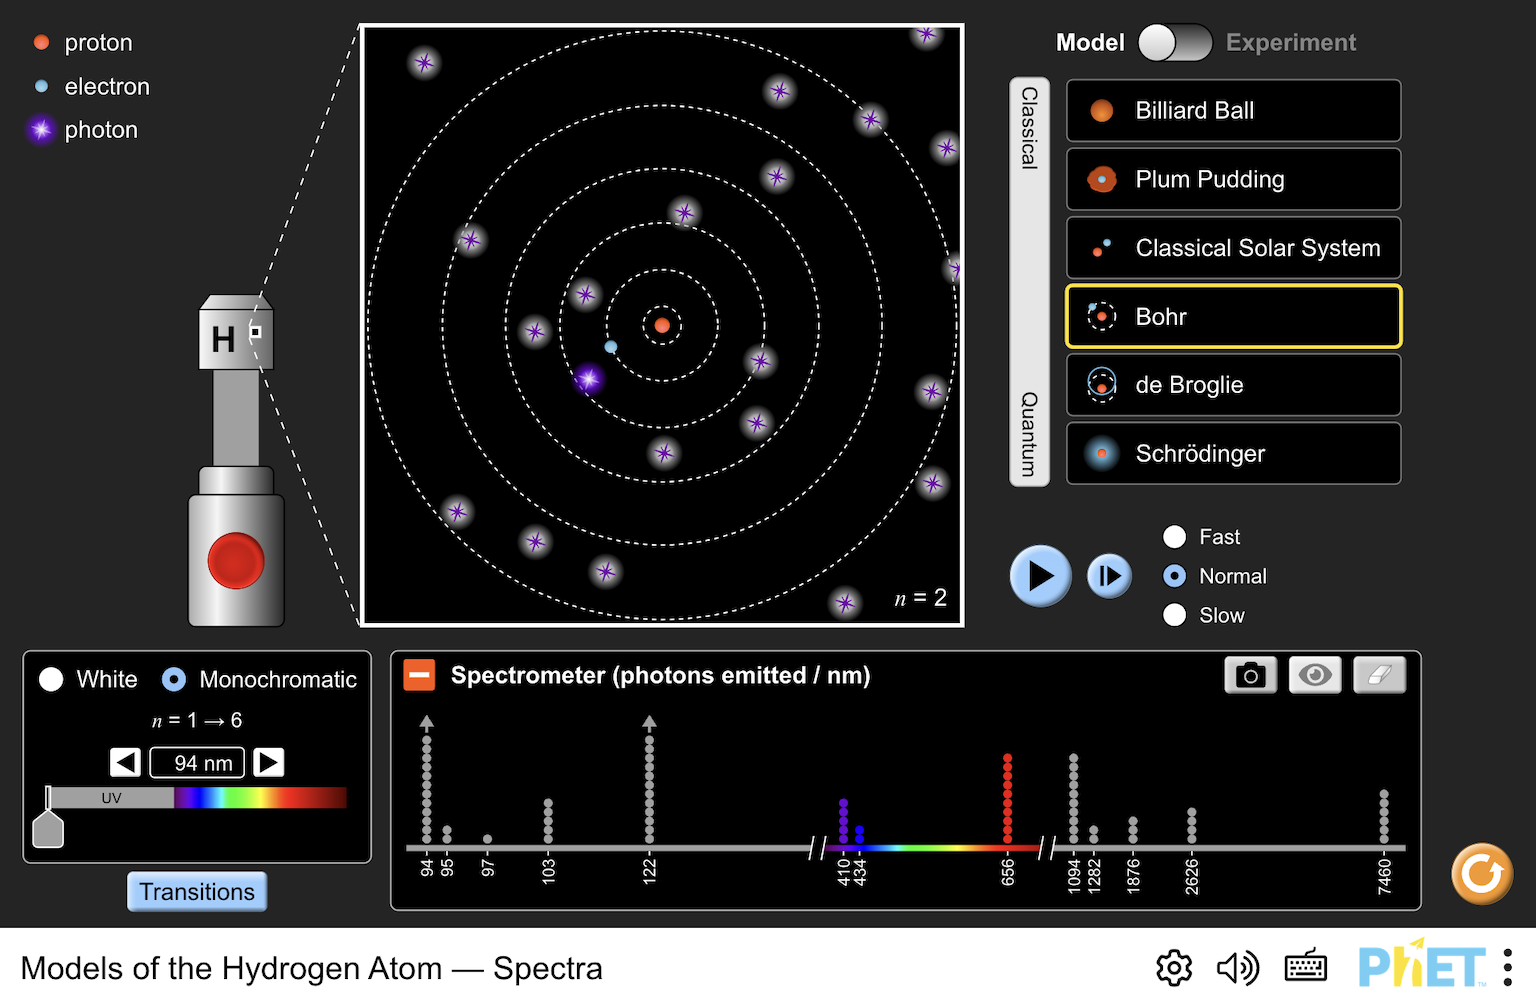 proton
electron
photon
H
n = 2
Model Experiment
Classical
Quantum
Billiard Ball
Plum Pudding
Classical Solar System
Bohr
de Broglie
Schrödinger
Fast
Normal
Slow
White Monochromatic
n = 1 → 6
94 nm
UV
Transitions
Spectrometer (photons emitted / nm)
94 95 97 103 122 410 434 656 1094 1282 1876 2626 7460
Models of the Hydrogen Atom — Spectra
PhET™